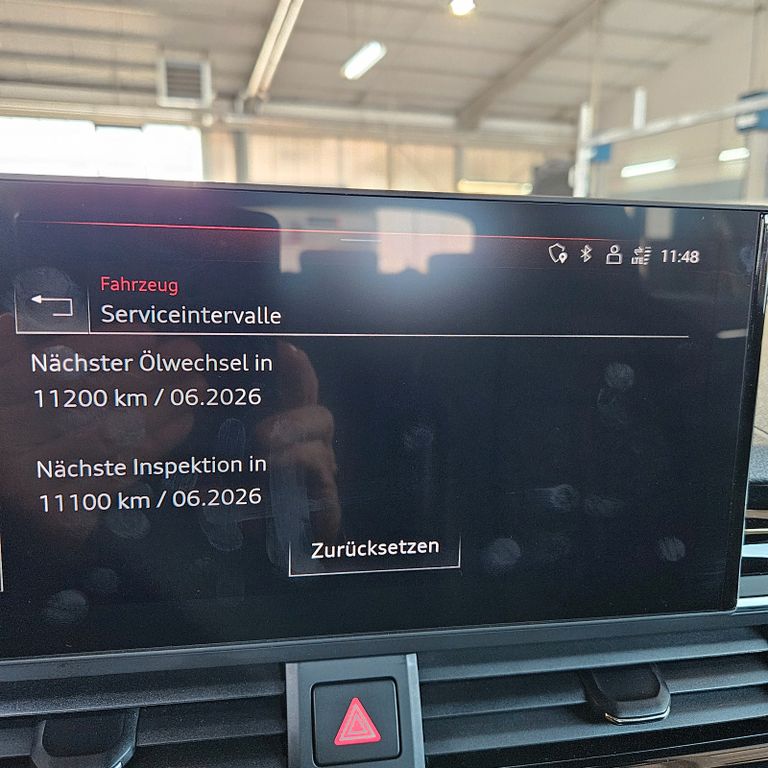 LTE 11:48
Fahrzeug
Serviceintervalle
Nächster Ölwechsel in
11200 km / 06.2026
Nächste Inspektion in
11100 km / 06.2026
Zurücksetzen